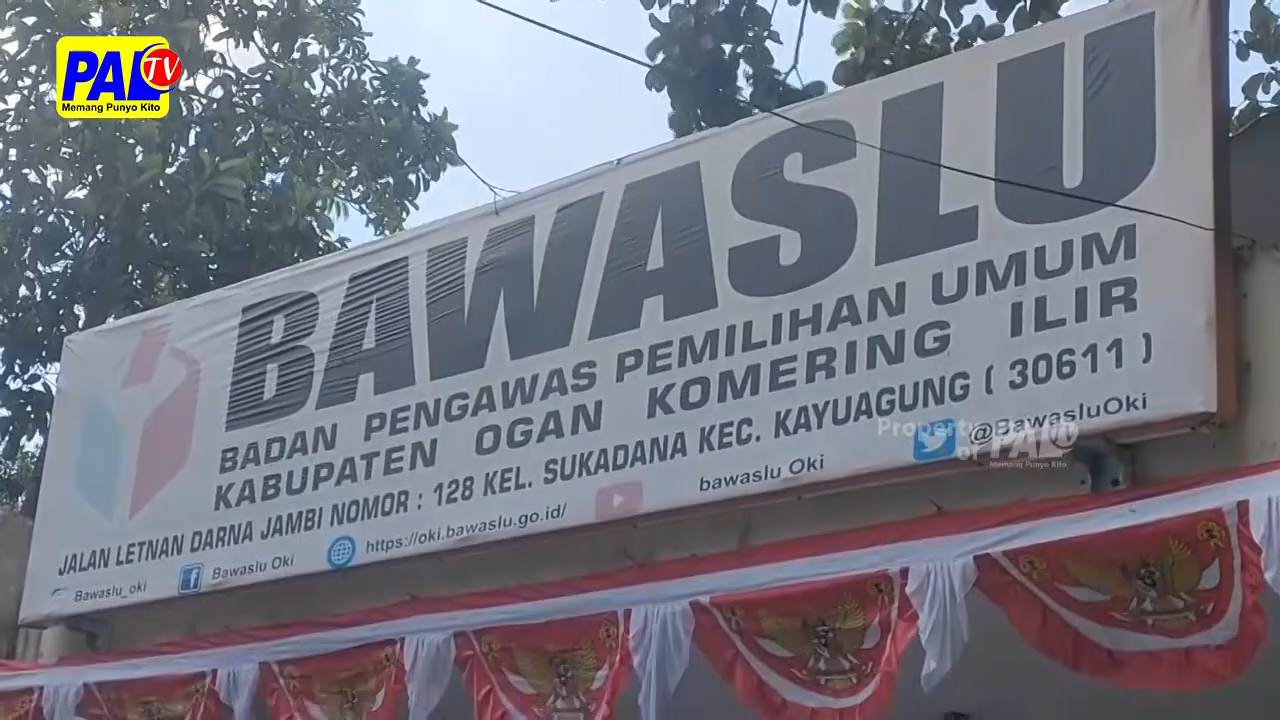 PAL TV
Memang Punyo Kito
BAWASLU
BADAN PENGAWAS PEMILIHAN UMUM
KABUPATEN OGAN KOMERING ILIR
JALAN LETNAN DARNA JAMBI NOMOR : 128 KEL. SUKADANA KEC. KAYUAGUNG ( 30611 )
Bawaslu_oki
Bawaslu Oki
https://oki.bawaslu.go.id/
bawaslu Oki
@BawasluOki
Property of PAL TV
Memang Punyo Kito